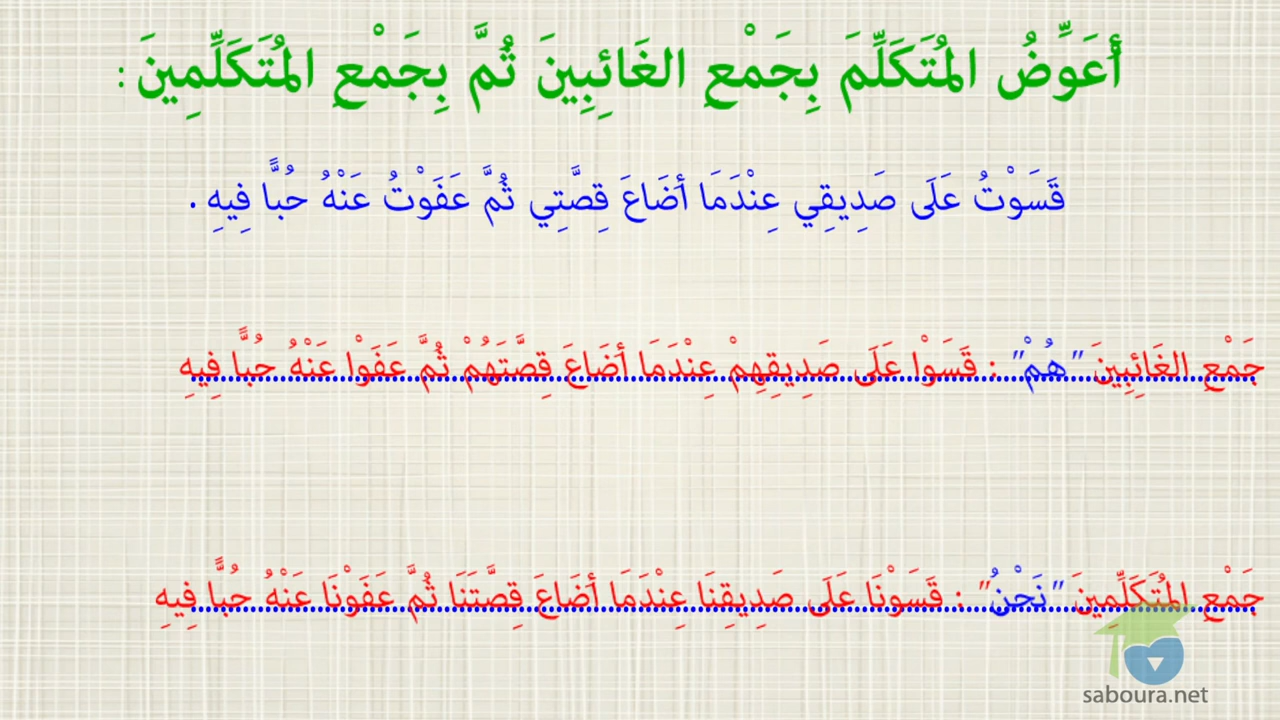 أُعَوِّضُ المُتَكَلِّمَ بِجَمْعِ الغَائِبِينَ ثُمَّ بِجَمْعِ المُتَكَلِّمِينَ :
قَسَوْتُ عَلَى صَدِيقِي عِنْدَمَا أَضَاعَ قِصَّتِي ثُمَّ عَفَوْتُ عَنْهُ حُبًّا فِيهِ .
جَمْعِ الغَائِبِينَ "هُمْ" : قَسَوْا عَلَى صَدِيقِهِمْ عِنْدَمَا أَضَاعَ قِصَّتَهُمْ ثُمَّ عَفَوْا عَنْهُ حُبًّا فِيهِ
جَمْعِ المُتَكَلِّمِينَ "نَحْنُ" : قَسَوْنَا عَلَى صَدِيقِنَا عِنْدَمَا أَضَاعَ قِصَّتَنَا ثُمَّ عَفَوْنَا عَنْهُ حُبًّا فِيهِ
saboura.net